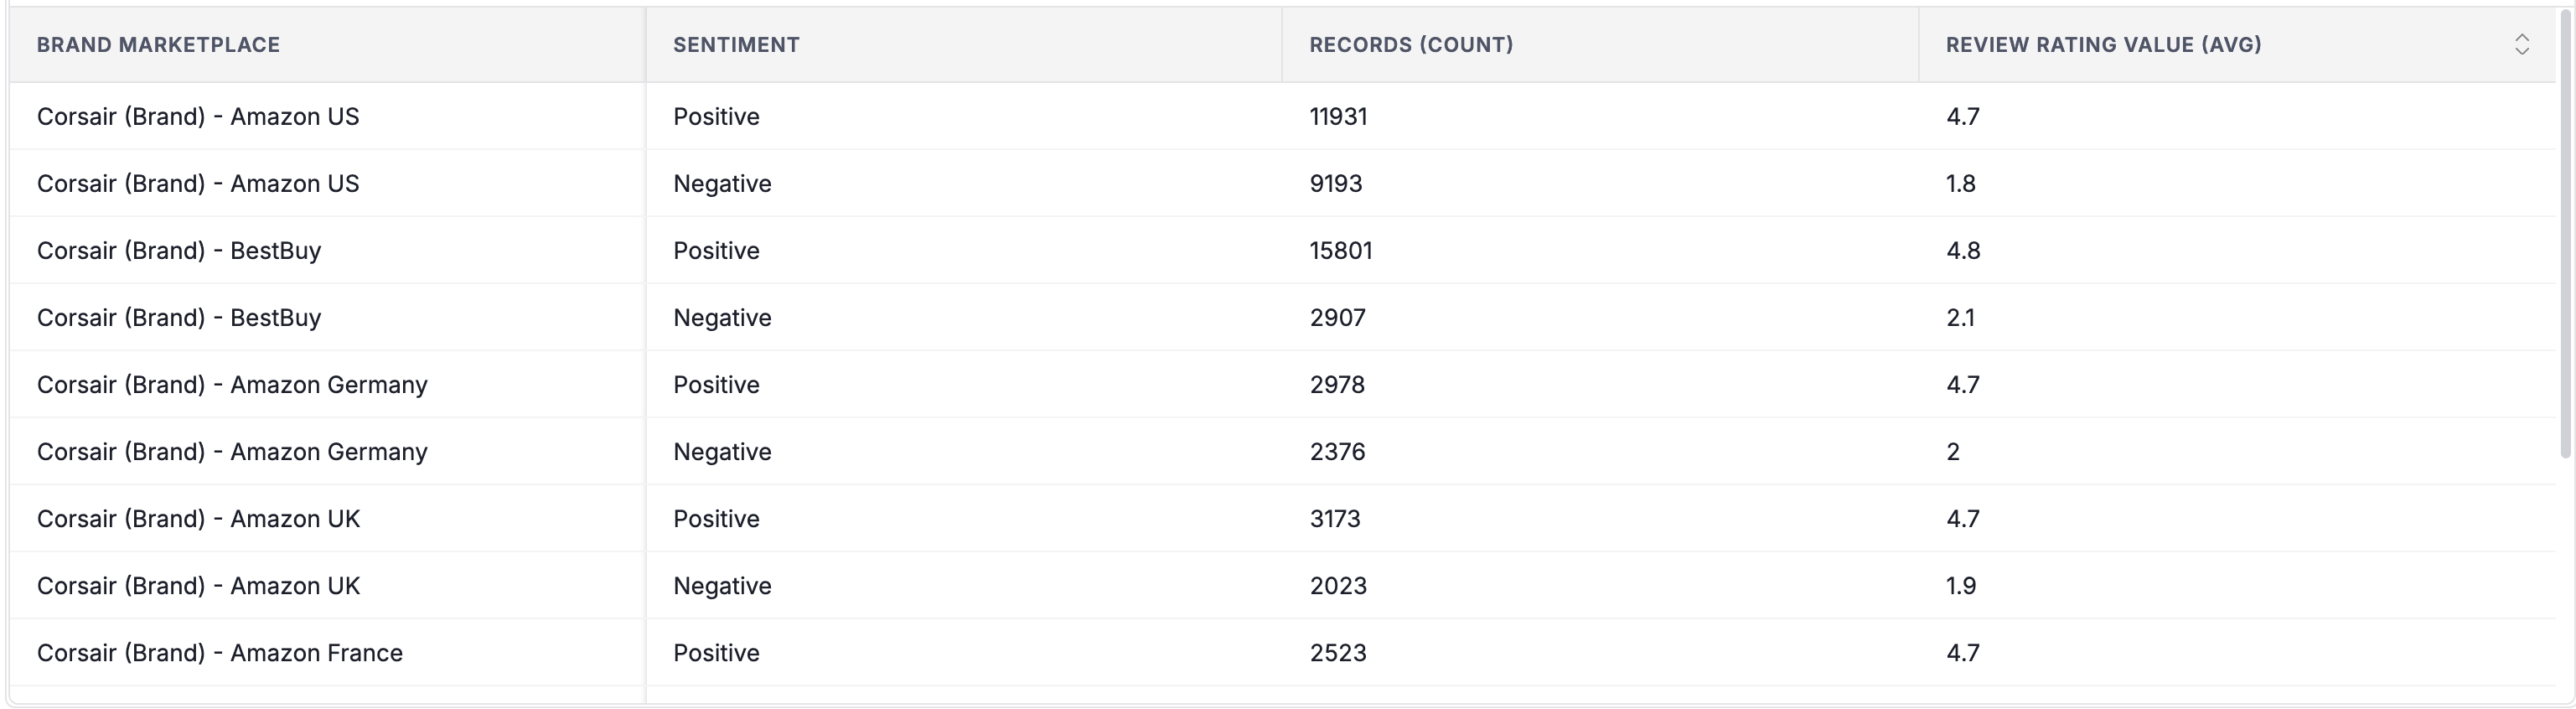 BRAND MARKETPLACE SENTIMENT RECORDS (COUNT) REVIEW RATING VALUE (AVG)
Corsair (Brand) - Amazon US Positive 11931 4.7
Corsair (Brand) - Amazon US Negative 9193 1.8
Corsair (Brand) - BestBuy Positive 15801 4.8
Corsair (Brand) - BestBuy Negative 2907 2.1
Corsair (Brand) - Amazon Germany Positive 2978 4.7
Corsair (Brand) - Amazon Germany Negative 2376 2
Corsair (Brand) - Amazon UK Positive 3173 4.7
Corsair (Brand) - Amazon UK Negative 2023 1.9
Corsair (Brand) - Amazon France Positive 2523 4.7